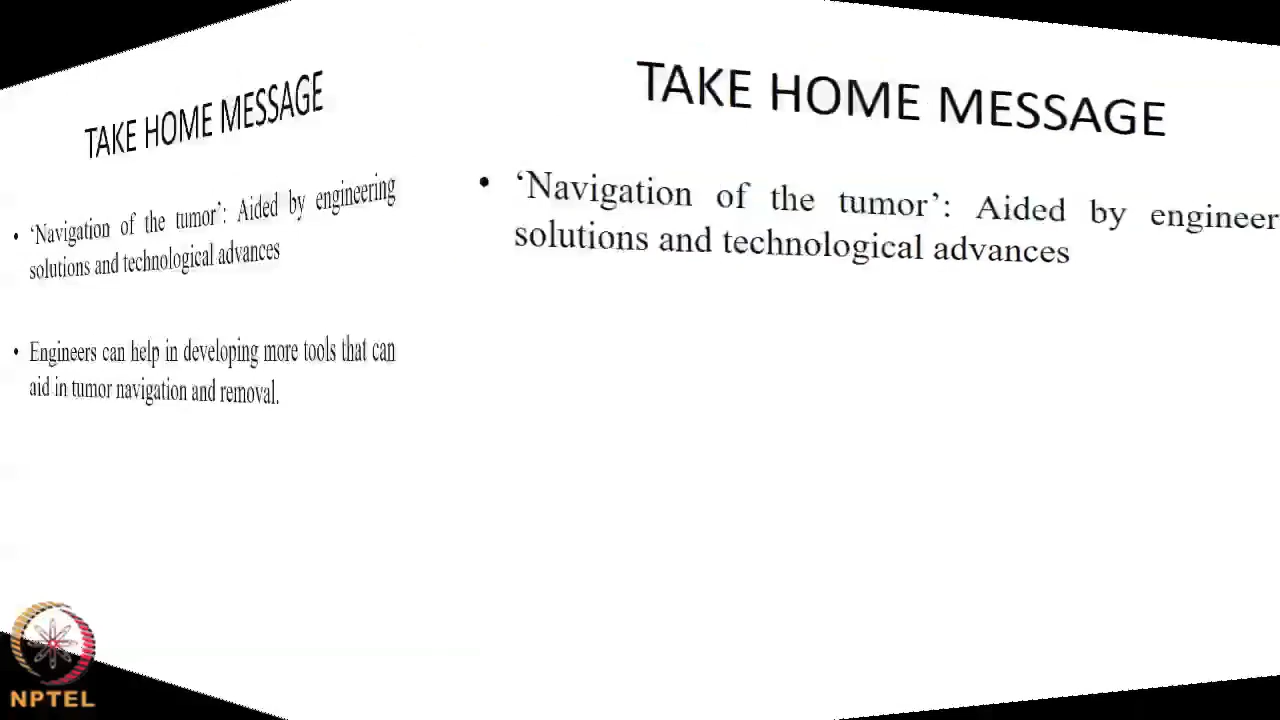 TAKE HOME MESSAGE
• ‘Navigation of the tumor’: Aided by engineering
solutions and technological advances
• Engineers can help in developing more tools that can
aid in tumor navigation and removal.
TAKE HOME MESSAGE
• ‘Navigation of the tumor’: Aided by engineer
solutions and technological advances
NPTEL